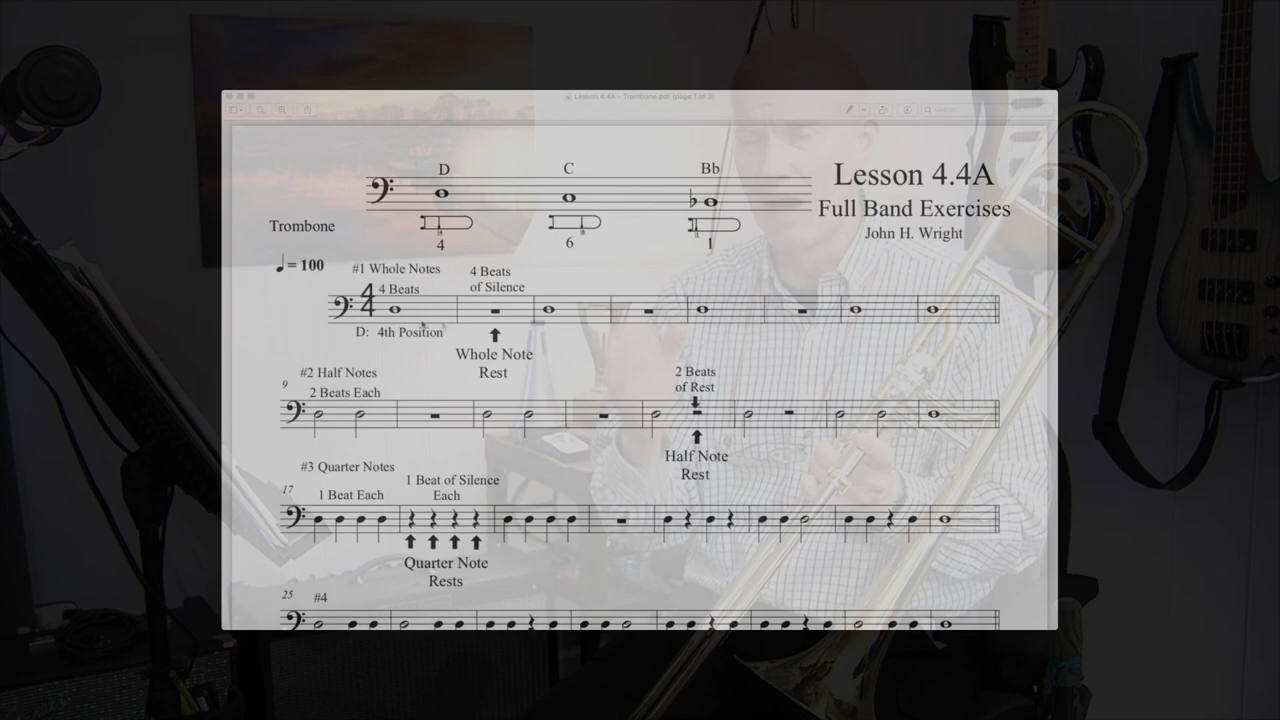 Lesson 4.4A - Trombone.pdf (page 1 of 2)
Search
D C Bb
Lesson 4.4A
Full Band Exercises
John H. Wright
Trombone
4 6 1
♩= 100
#1 Whole Notes
4 Beats
4 Beats
of Silence
D: 4th Position
Whole Note
Rest
#2 Half Notes
9
2 Beats Each
2 Beats
of Rest
Half Note
Rest
#3 Quarter Notes
17
1 Beat Each
1 Beat of Silence
Each
Quarter Note
Rests
25
#4